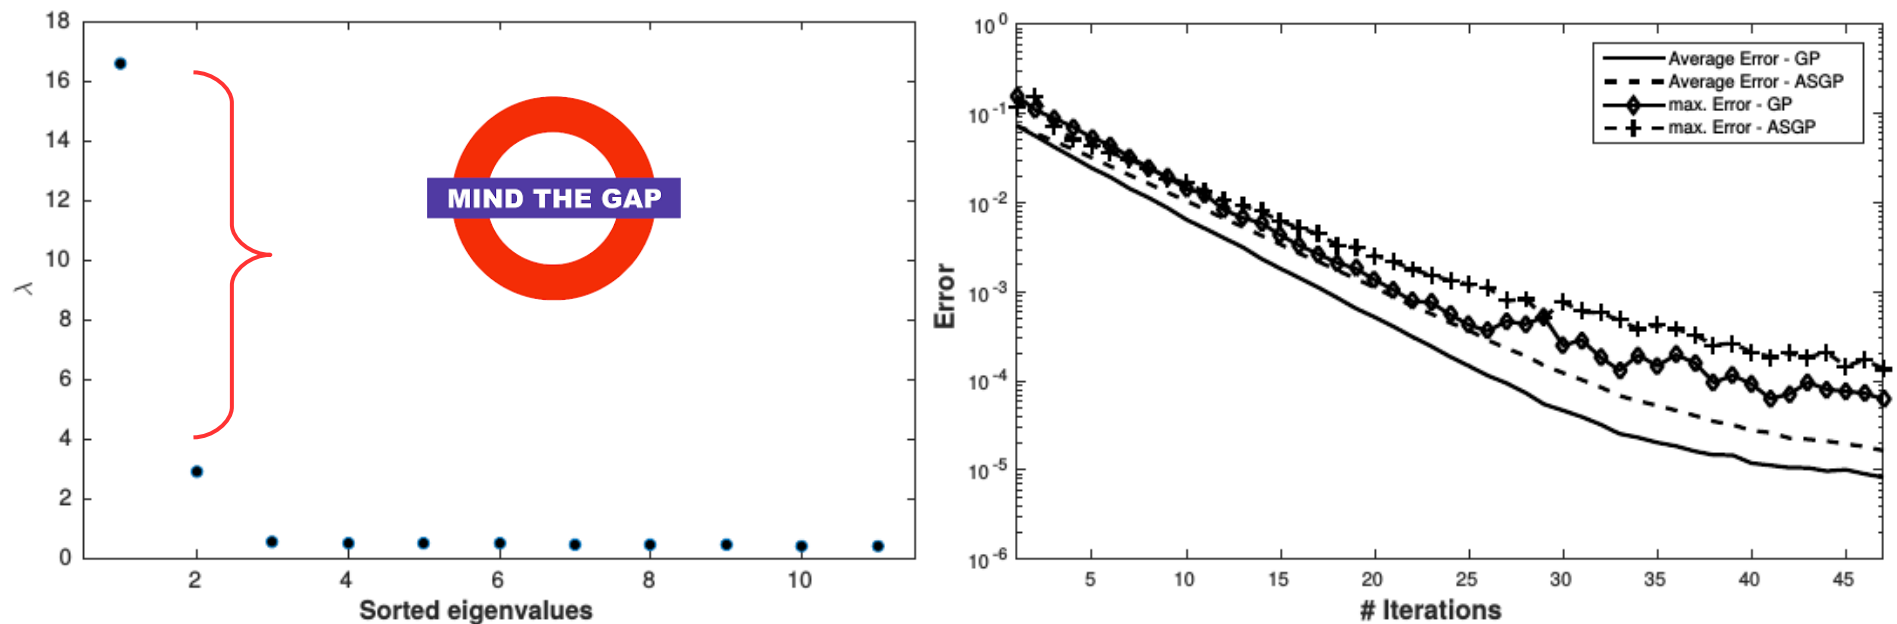 18
16
14
12
10
8
6
4
2
0
λ
2 4 6 8 10
Sorted eigenvalues
MIND THE GAP
10^0
10^-1
10^-2
10^-3
10^-4
10^-5
10^-6
Error
5 10 15 20 25 30 35 40 45
# Iterations
Average Error - GP
Average Error - ASGP
max. Error - GP
max. Error - ASGP